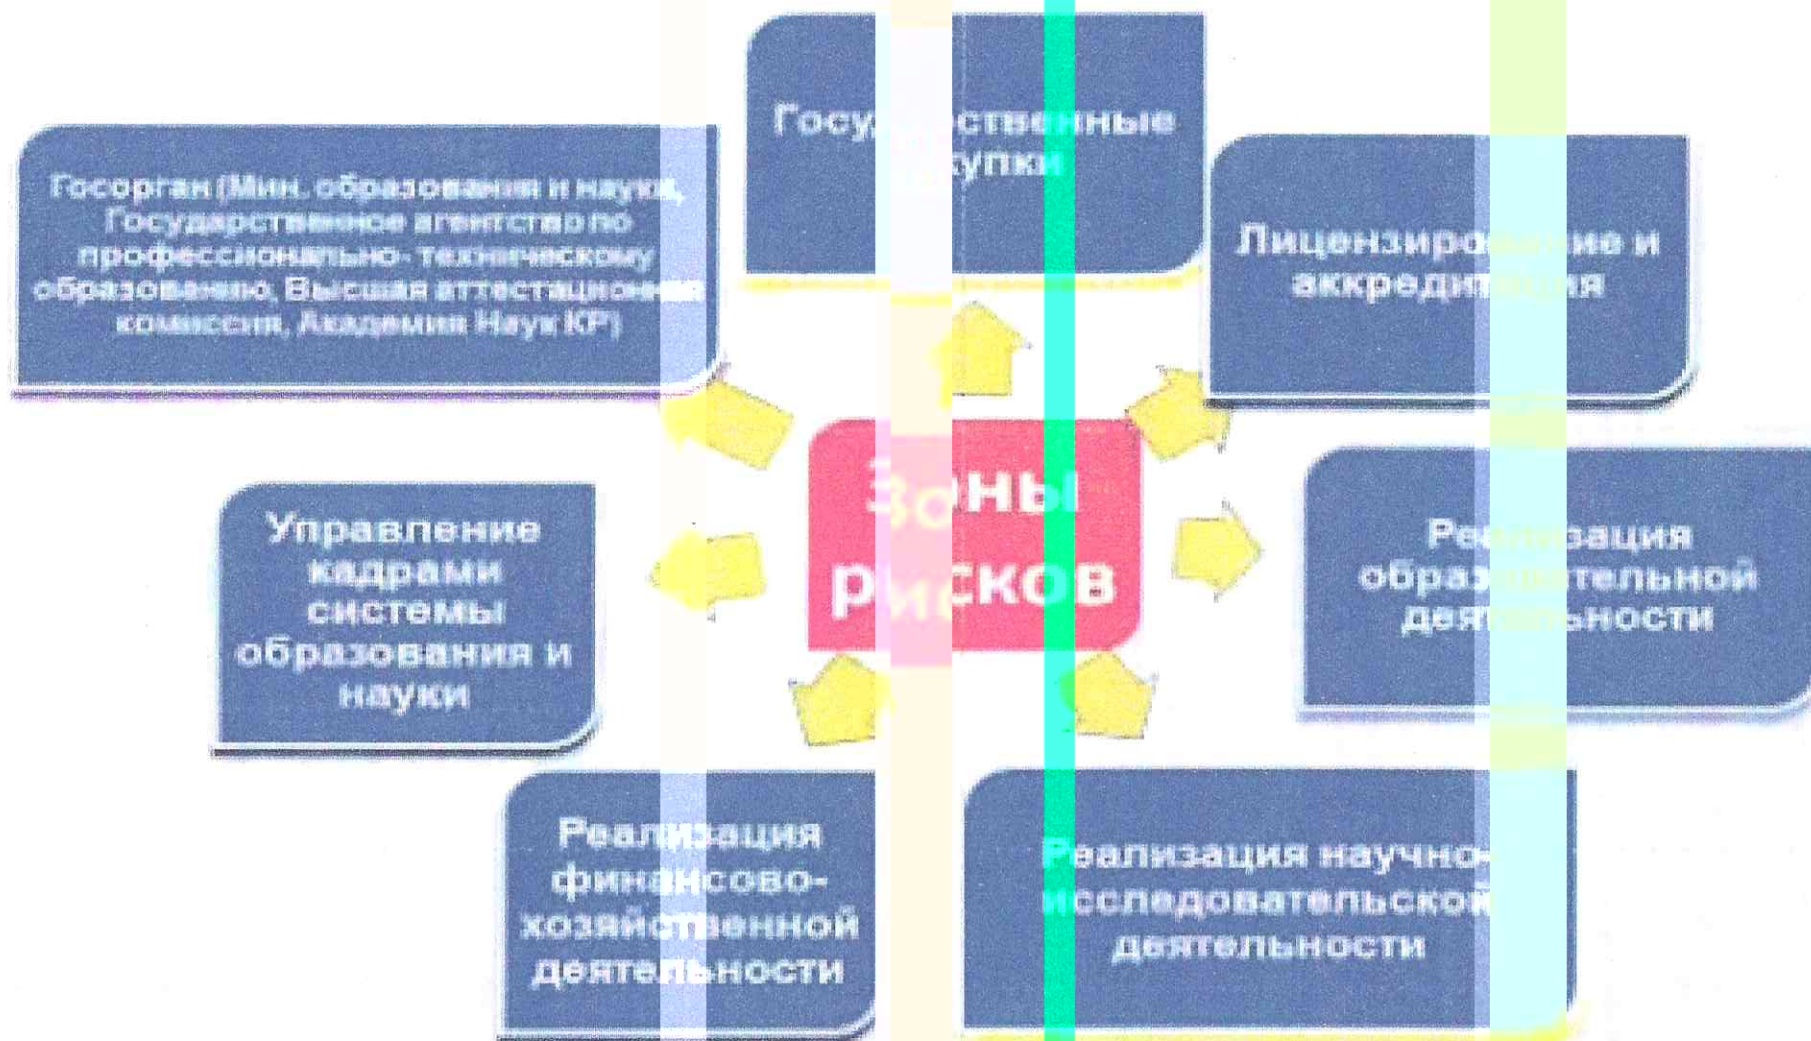 Государственные
закупки
Госорган (Мин. образования и науки,
Государственное агентство по
профессионально- техническому
образованию, Высшая аттестационная
комиссия, Академия Наук КР)
Лицензирование и
аккредитация
Зоны
рисков
Управление
кадрами
системы
образования и
науки
Реализация
образовательной
деятельности
Реализация
финансово-
хозяйственной
деятельности
Реализация научно-
исследовательской
деятельности